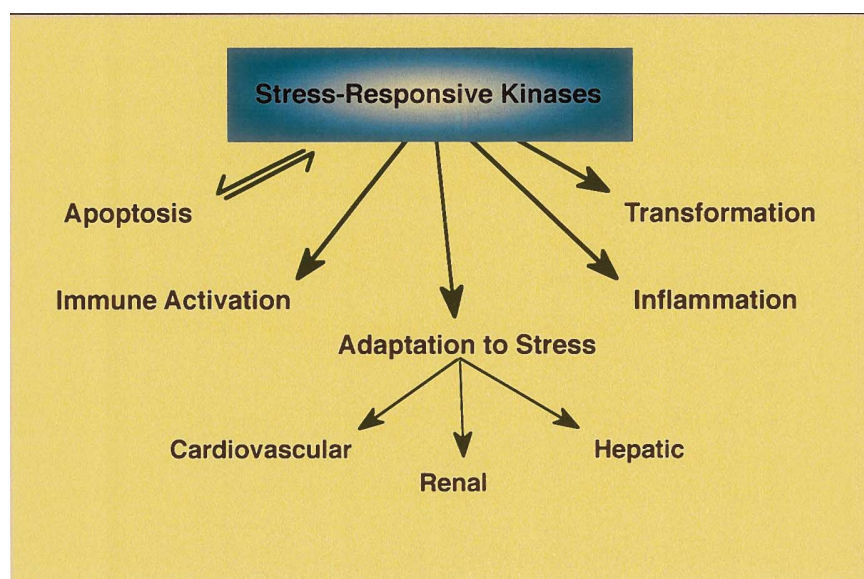 Stress-Responsive Kinases
Apoptosis
Transformation
Immune Activation
Inflammation
Adaptation to Stress
Cardiovascular
Hepatic
Renal